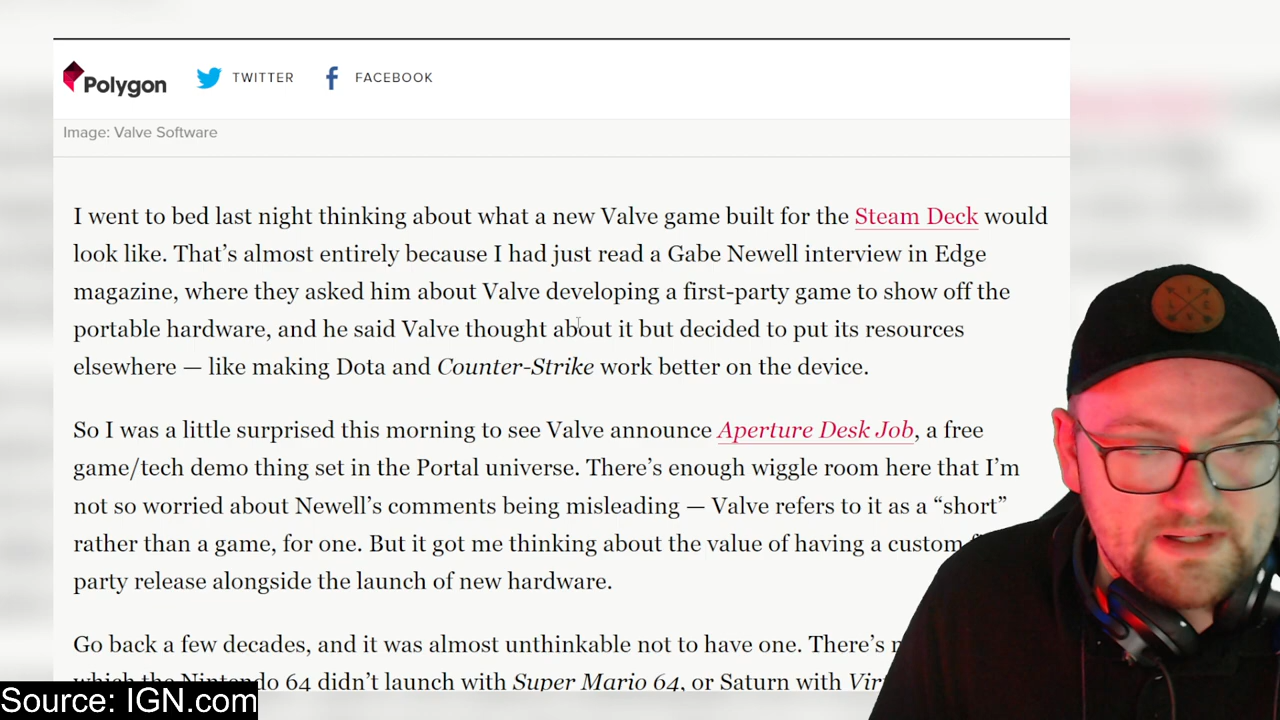 Polygon TWITTER FACEBOOK
Image: Valve Software
I went to bed last night thinking about what a new Valve game built for the Steam Deck would
look like. That’s almost entirely because I had just read a Gabe Newell interview in Edge
magazine, where they asked him about Valve developing a first-party game to show off the
portable hardware, and he said Valve thought about it but decided to put its resources
elsewhere — like making Dota and Counter-Strike work better on the device.
So I was a little surprised this morning to see Valve announce Aperture Desk Job, a free
game/tech demo thing set in the Portal universe. There’s enough wiggle room here that I’m
not so worried about Newell’s comments being misleading — Valve refers to it as a “short”
rather than a game, for one. But it got me thinking about the value of having a custom
party release alongside the launch of new hardware.
Go back a few decades, and it was almost unthinkable not to have one. There’s
which the Nintendo 64 didn’t launch with Super Mario 64, or Saturn with
Source: IGN.com